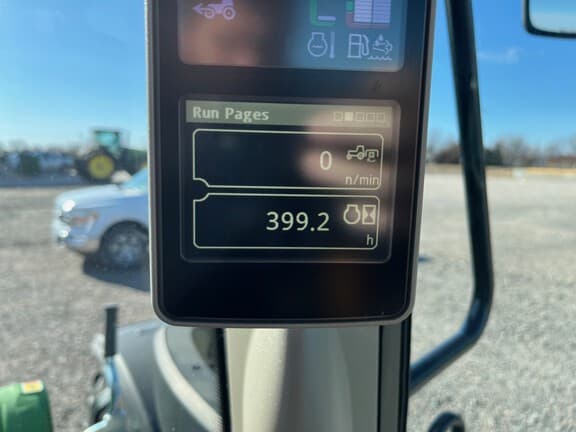 Run Pages
0
n/min
399.2
h